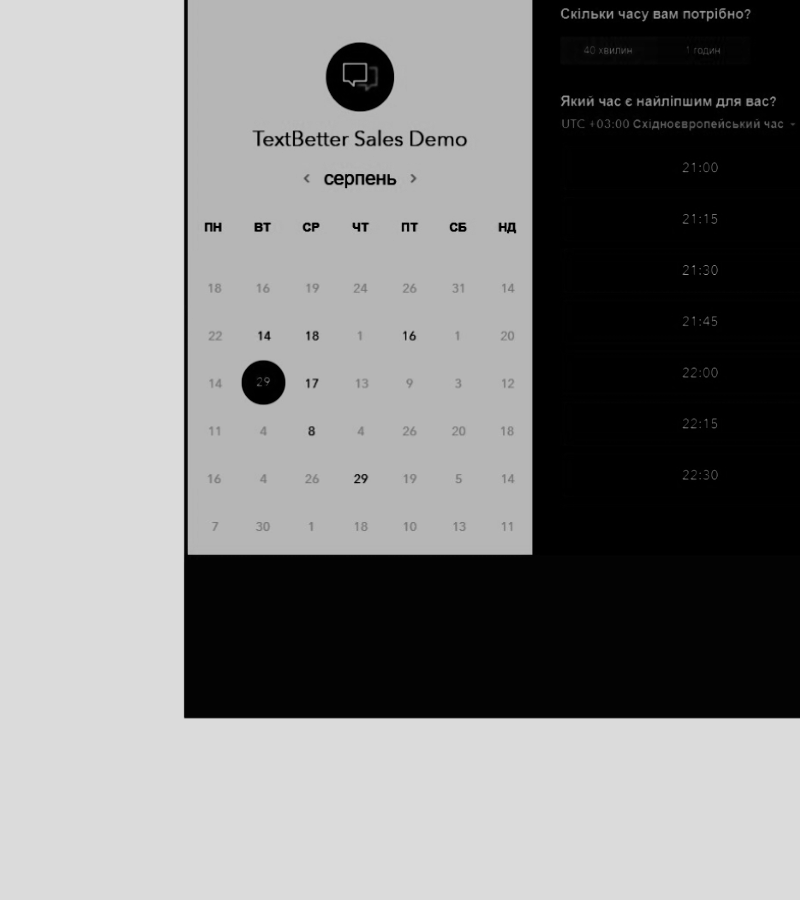 TextBetter Sales Demo
серпень
ПН ВТ СР ЧТ ПТ СБ НД
18 16 19 24 26 31 14
22 14 18 1 16 1 20
14 29 17 13 9 3 12
11 4 8 4 26 20 18
16 4 26 29 19 5 14
7 30 1 18 10 13 11
Скільки часу вам потрібно?
40 хвилин 1 годин
Який час є найліпшим для вас?
UTC +03:00 Східноєвропейський час
21:00
21:15
21:30
21:45
22:00
22:15
22:30